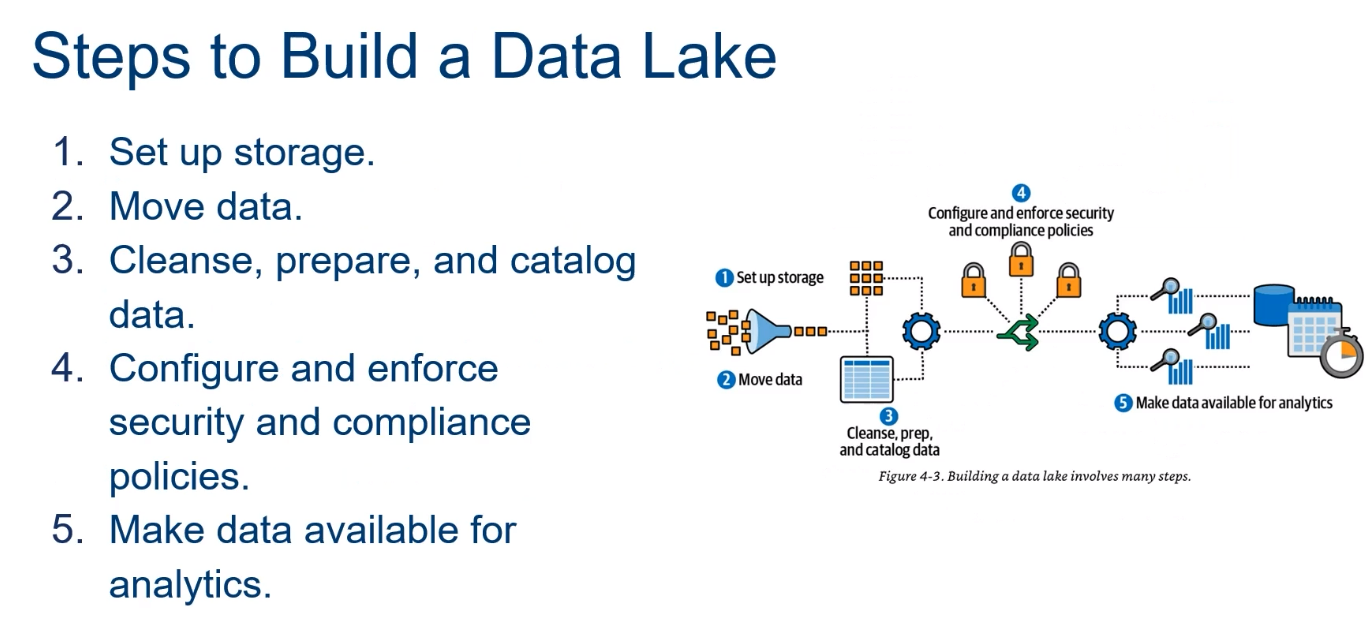 Steps to Build a Data Lake
1. Set up storage.
2. Move data.
3. Cleanse, prepare, and catalog
data.
4. Configure and enforce
security and compliance
policies.
5. Make data available for
analytics.
4
Configure and enforce security
and compliance policies
1 Set up storage
2 Move data
3
Cleanse, prep,
and catalog data
5 Make data available for analytics
Figure 4-3. Building a data lake involves many steps.